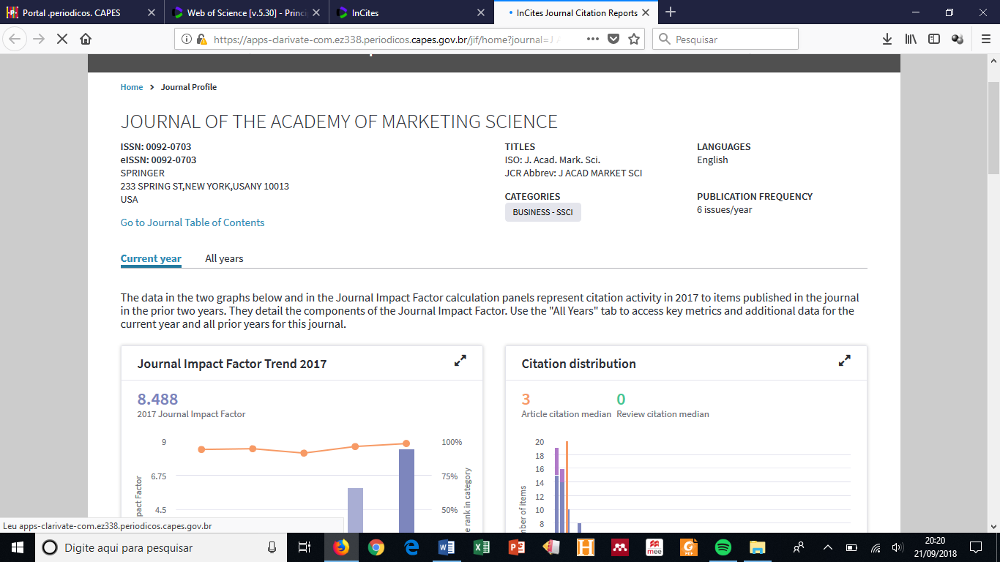 Portal .periodicos. CAPES
Web of Science [v.5.30] - Princi
InCites
InCites Journal Citation Reports
https://apps-clarivate-com.ez338.periodicos.capes.gov.br/jif/home?journal=J A
Pesquisar
Home > Journal Profile
JOURNAL OF THE ACADEMY OF MARKETING SCIENCE
ISSN: 0092-0703
eISSN: 0092-0703
SPRINGER
233 SPRING ST,NEW YORK,USANY 10013
USA
Go to Journal Table of Contents
TITLES
ISO: J. Acad. Mark. Sci.
JCR Abbrev: J ACAD MARKET SCI
CATEGORIES
BUSINESS - SSCI
LANGUAGES
English
PUBLICATION FREQUENCY
6 issues/year
Current year
All years
The data in the two graphs below and in the Journal Impact Factor calculation panels represent citation activity in 2017 to items published in the journal
in the prior two years. They detail the components of the Journal Impact Factor. Use the "All Years" tab to access key metrics and additional data for the
current year and all prior years for this journal.
Journal Impact Factor Trend 2017
8.488
2017 Journal Impact Factor
9
6.75
4.5
pact Factor
100%
75%
50%
e rank in category
Citation distribution
3
Article citation median
0
Review citation median
20
18
16
14
12
10
8
mber of items
Leu apps-clarivate-com.ez338.periodicos.capes.gov.br
Digite aqui para pesquisar
mee
PDF
20:20
21/09/2018